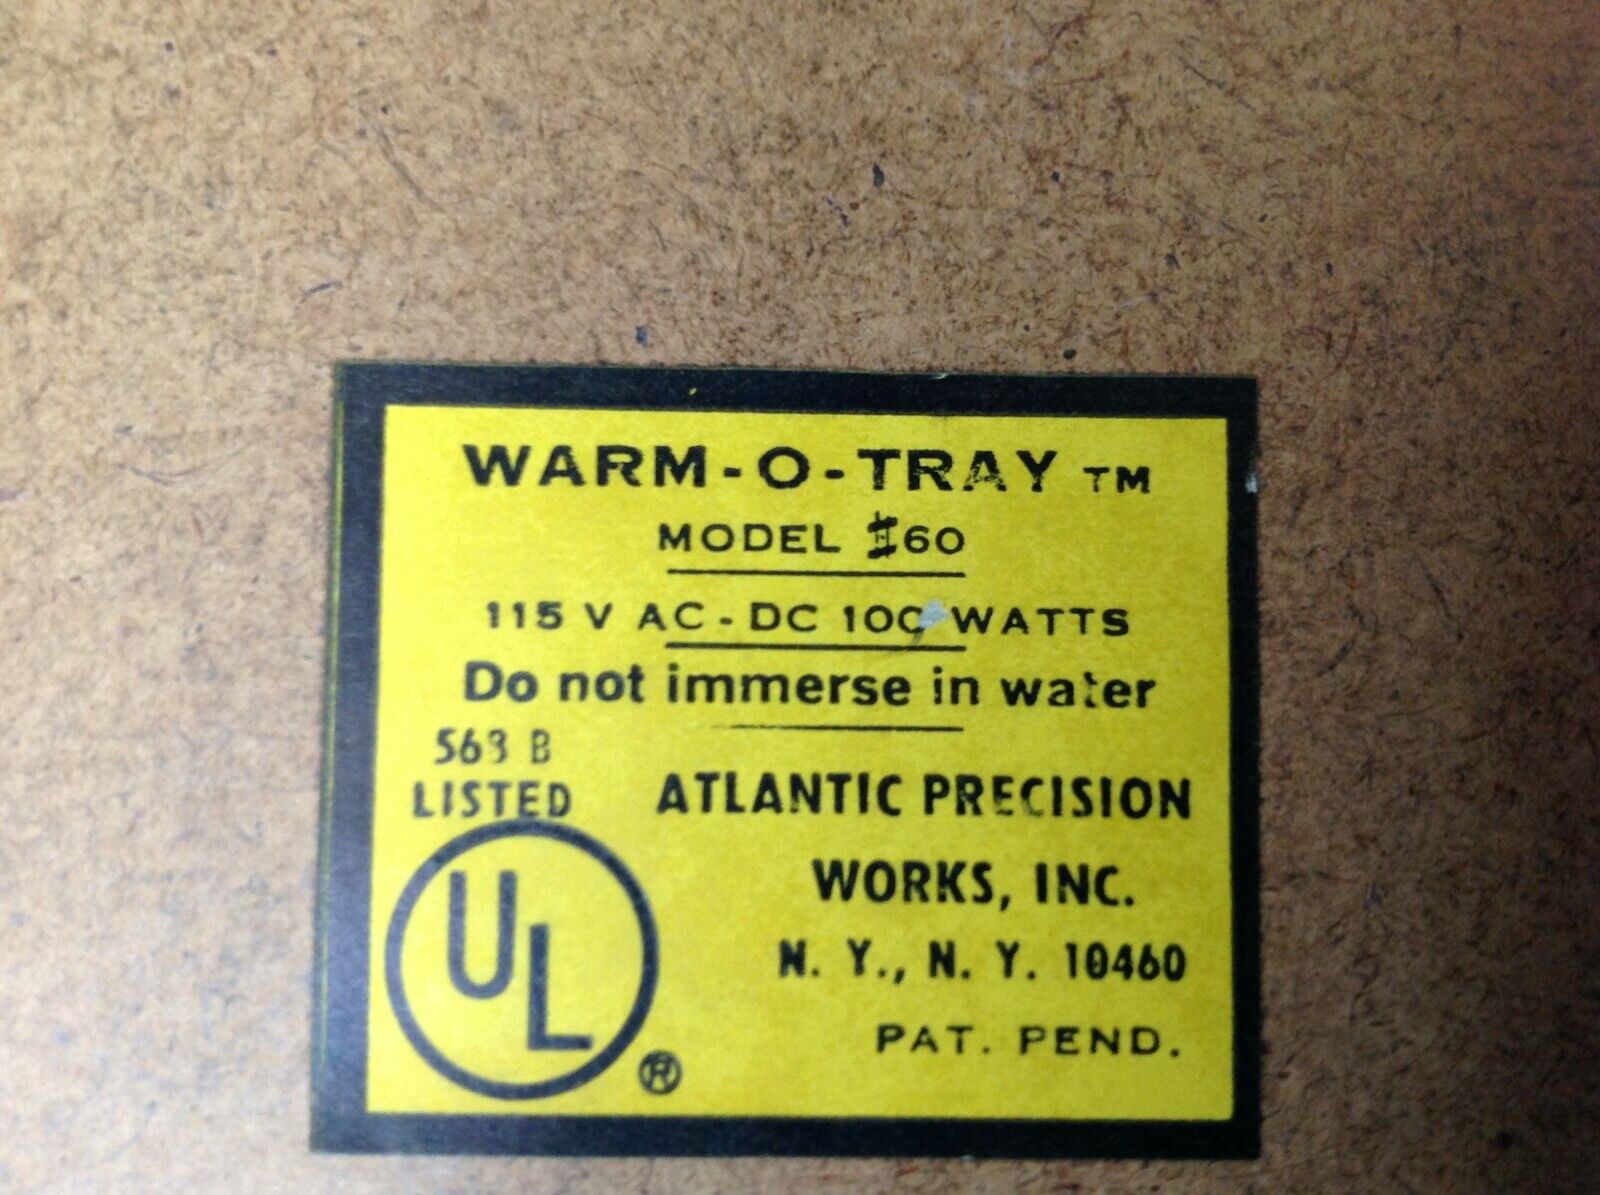 WARM-O-TRAY TM
MODEL #60
115 V AC - DC 100 WATTS
Do not immerse in water
563 B
LISTED
UL
®
ATLANTIC PRECISION
WORKS, INC.
N. Y., N. Y. 10460
PAT. PEND.